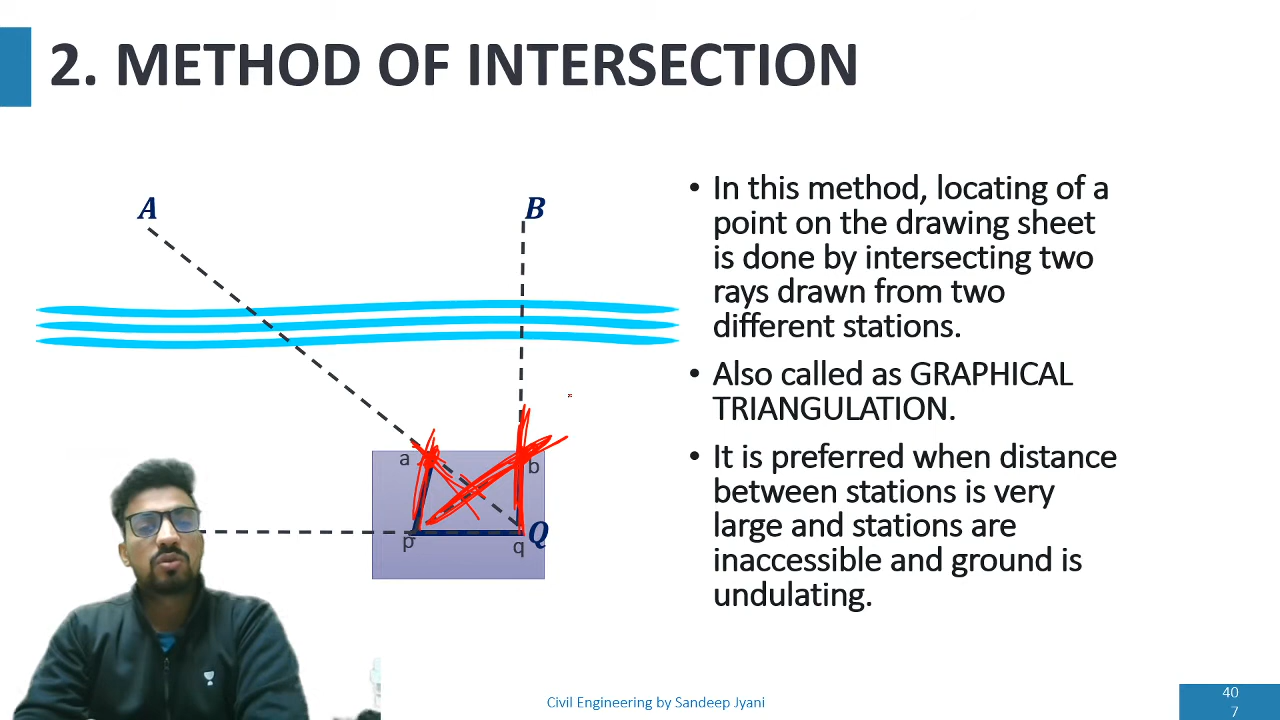 2. METHOD OF INTERSECTION
A
B
a
b
p
q
Q
• In this method, locating of a
point on the drawing sheet
is done by intersecting two
rays drawn from two
different stations.
• Also called as GRAPHICAL
TRIANGULATION.
• It is preferred when distance
between stations is very
large and stations are
inaccessible and ground is
undulating.
Civil Engineering by Sandeep Jyani
40
7